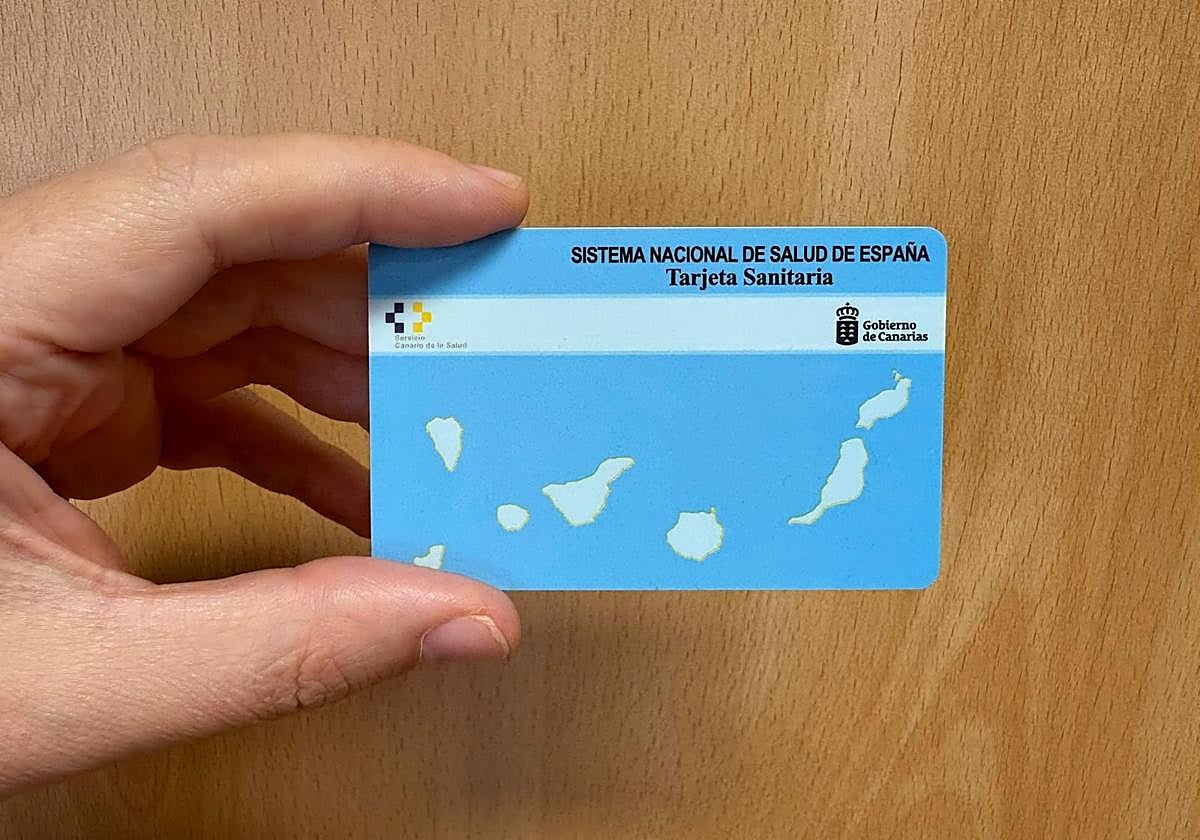 SISTEMA NACIONAL DE SALUD DE ESPAÑA
Tarjeta Sanitaria
Servicio
Canario de la Salud
Gobierno
de Canarias